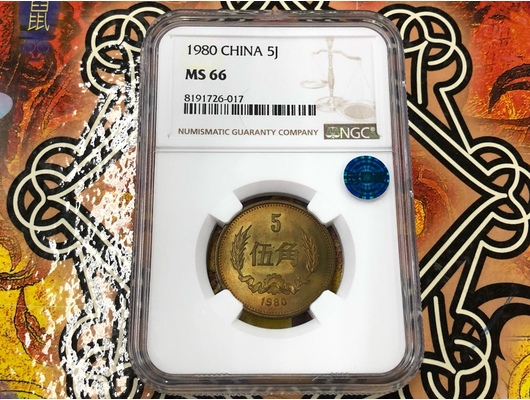 鼠
1980 CHINA 5J
MS 66
8191726-017
NUMISMATIC GUARANTY COMPANY
NGC
5
伍角
1980